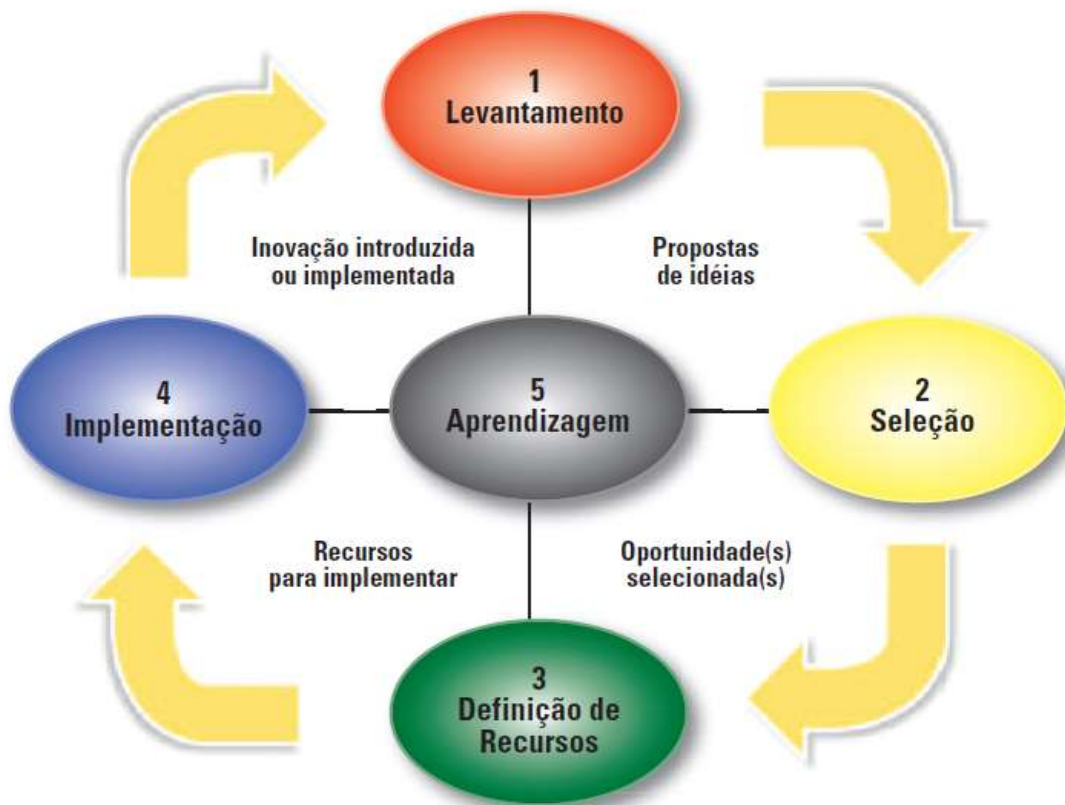 1
Levantamento
Inovação introduzida
ou implementada
Propostas
de idéias
4
Implementação
5
Aprendizagem
2
Seleção
Recursos
para implementar
Oportunidade(s)
selecionada(s)
3
Definição de
Recursos